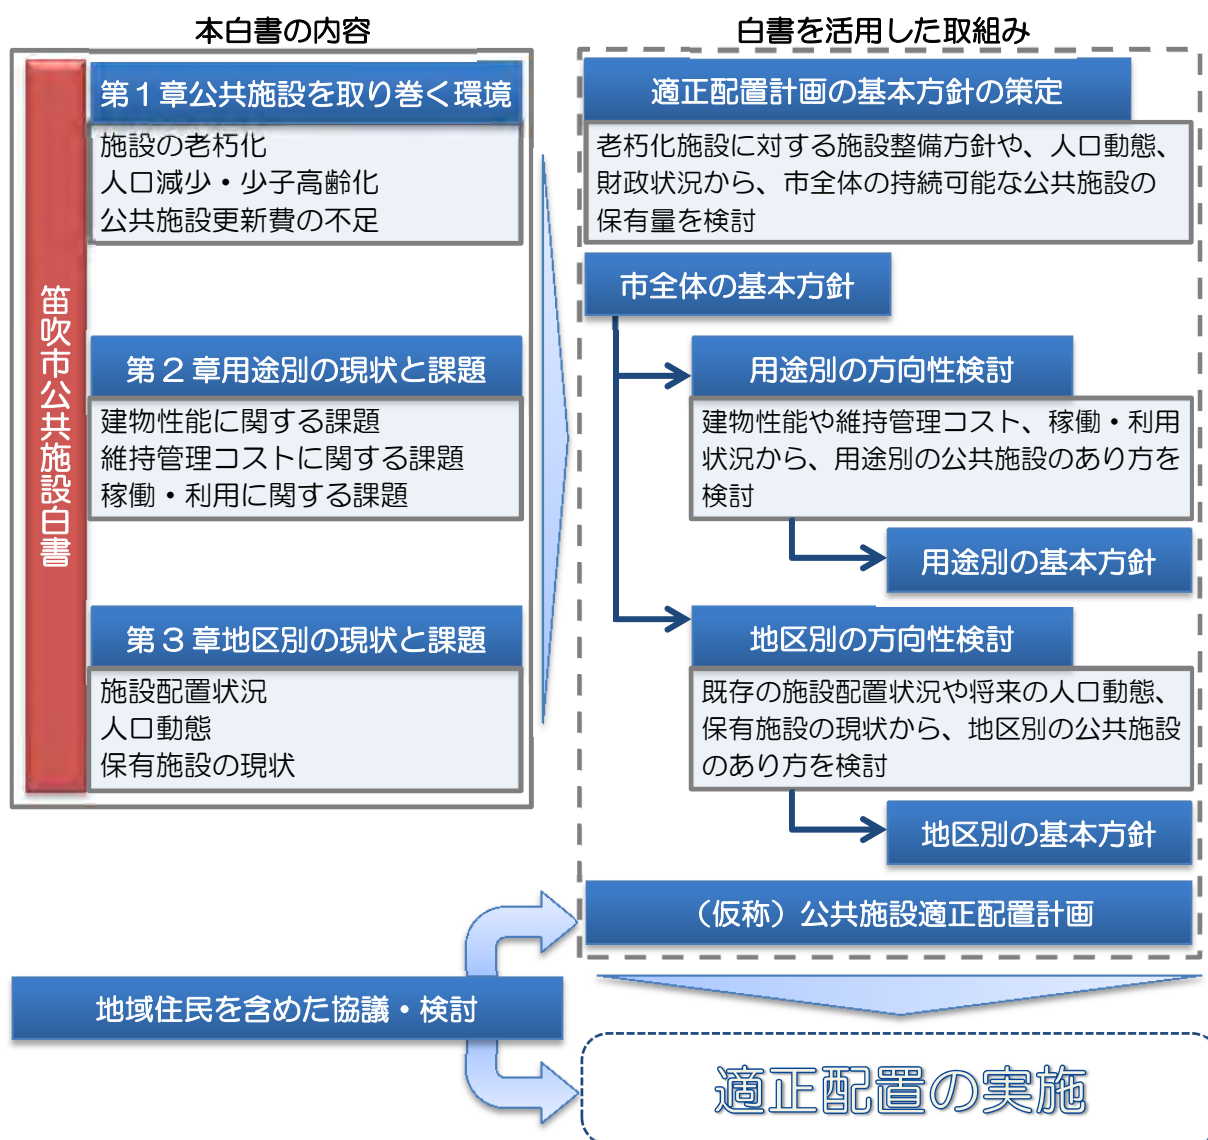 本白書の内容
笛吹市公共施設白書
第1章公共施設を取り巻く環境
施設の老朽化
人口減少・少子高齢化
公共施設更新費の不足
第2章用途別の現状と課題
建物性能に関する課題
維持管理コストに関する課題
稼働・利用に関する課題
第3章地区別の現状と課題
施設配置状況
人口動態
保有施設の現状
白書を活用した取組み
適正配置計画の基本方針の策定
老朽化施設に対する施設整備方針や、人口動態、
財政状況から、市全体の持続可能な公共施設の
保有量を検討
市全体の基本方針
用途別の方向性検討
建物性能や維持管理コスト、稼働・利用
状況から、用途別の公共施設のあり方を
検討
用途別の基本方針
地区別の方向性検討
既存の施設配置状況や将来の人口動態、
保有施設の現状から、地区別の公共施設
のあり方を検討
地区別の基本方針
（仮称）公共施設適正配置計画
地域住民を含めた協議・検討
適正配置の実施